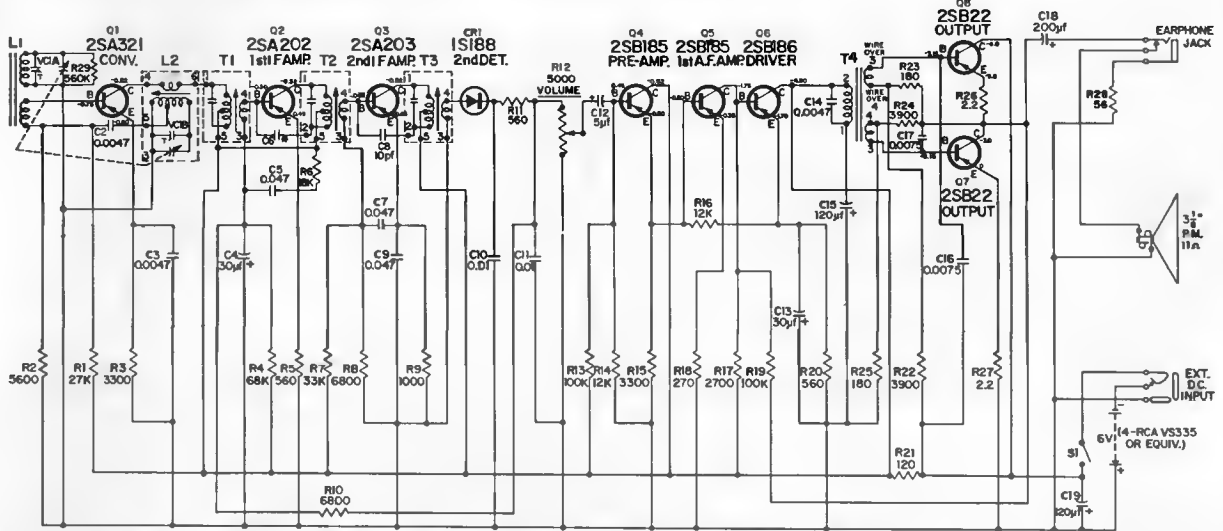 Q1
2SA321
CONV.
Q2
2SA202
1st I F AMP.
Q3
2SA203
2nd I F AMP.
CR1
1S188
2nd DET.
Q4
2SB185
PRE-AMP.
Q5
2SB185
1st A.F. AMP.
Q6
2SB186
DRIVER
Q8
2SB22
OUTPUT
Q7
2SB22
OUTPUT
L1
VC1A
R29
560K
L2
VC1B
C2
0.0047
T1
T2
T3
T4
C6
C8
10pf
C5
0.047
R6
18K
C7
0.047
C9
0.047
R11
560
R12
5000
VOLUME
C12
5µf
C14
0.0047
WIRE
OVER
WIRE
OVER
R23
180
R24
3900
C17
0.0075
R26
2.2
C18
200µf
EARPHONE
JACK
R28
56
3 1/8"
P.M.
11Ω
C3
0.0047
C4
30µf
C10
0.01
C11
0.01
R16
12K
C15
120µf
C16
0.0075
C13
30µf
R2
5600
R1
27K
R3
3300
R4
68K
R5
560
R7
33K
R8
6800
R9
1000
R13
100K
R14
12K
R15
3300
R18
270
R17
2700
R19
100K
R20
560
R25
180
R22
3900
R27
2.2
R10
6800
R21
120
S1
C19
120µf
EXT.
D.C.
INPUT
6V
(4-RCA VS335
OR EQUIV.)